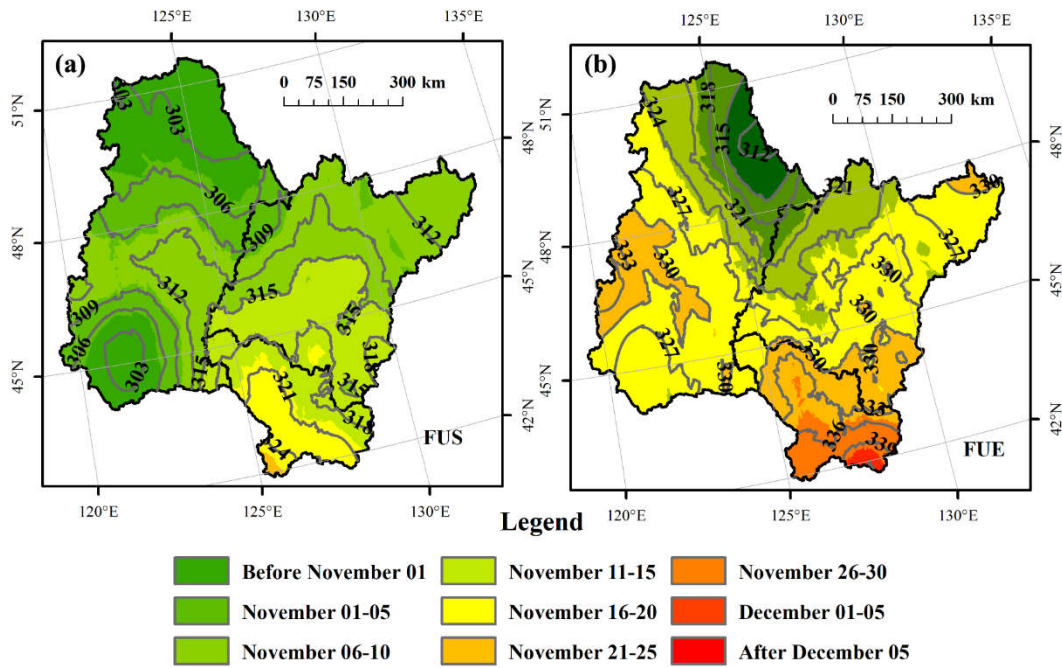 125°E 130°E 135°E
125°E 130°E 135°E
(a)
0 75 150 300 km
(b)
0 75 150 300 km
51°N
48°N
45°N
48°N
45°N
42°N
51°N
48°N
45°N
48°N
45°N
42°N
303
303
306
309
312
312
315
309
306
303
315
315
318
315
318
321
324
FUS
324
318
315
312
321
321
327
339
327
333
330
330
330
327
330
330
333
336
339
FUE
120°E 125°E 130°E
120°E 125°E 130°E
Legend
Before November 01
November 01-05
November 06-10
November 11-15
November 16-20
November 21-25
November 26-30
December 01-05
After December 05